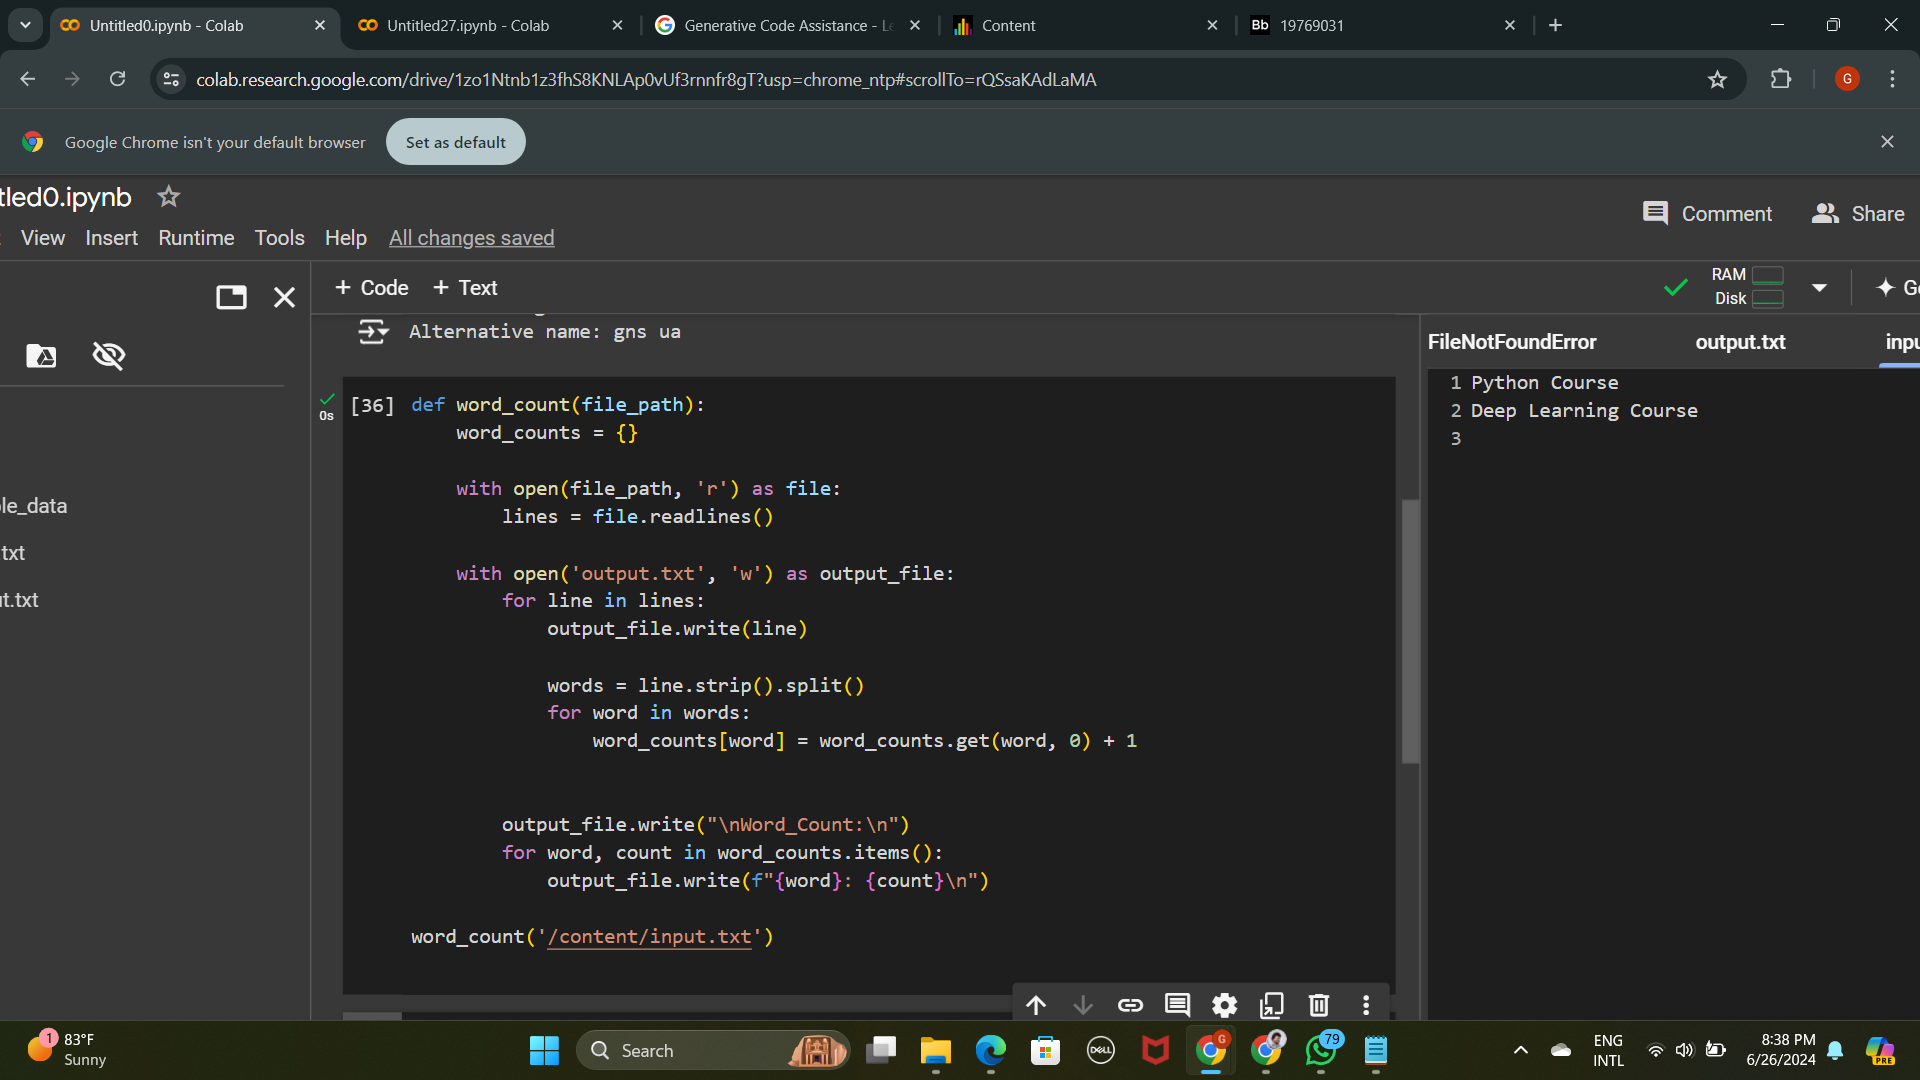 Untitled0.ipynb - Colab
Untitled27.ipynb - Colab
Generative Code Assistance - Le
Content
Bb 19769031
colab.research.google.com/drive/1zo1Ntnb1z3fhS8KNLAp0vUf3rnnfr8gT?usp=chrome_ntp#scrollTo=rQSsaKAdLaMA
G
Google Chrome isn't your default browser
Set as default
tled0.ipynb
View Insert Runtime Tools Help All changes saved
Comment
Share
+ Code + Text
RAM
Disk
G
Alternative name: gns ua
FileNotFoundError output.txt inpu
1 Python Course
2 Deep Learning Course
3
le_data
txt
t.txt
0s
[36] def word_count(file_path):
word_counts = {}
with open(file_path, 'r') as file:
lines = file.readlines()
with open('output.txt', 'w') as output_file:
for line in lines:
output_file.write(line)
words = line.strip().split()
for word in words:
word_counts[word] = word_counts.get(word, 0) + 1
output_file.write("\nWord_Count:\n")
for word, count in word_counts.items():
output_file.write(f"{word}: {count}\n")
word_count('/content/input.txt')
1
83°F
Sunny
Search
DELL
G
79
ENG
INTL
8:38 PM
6/26/2024
PRE